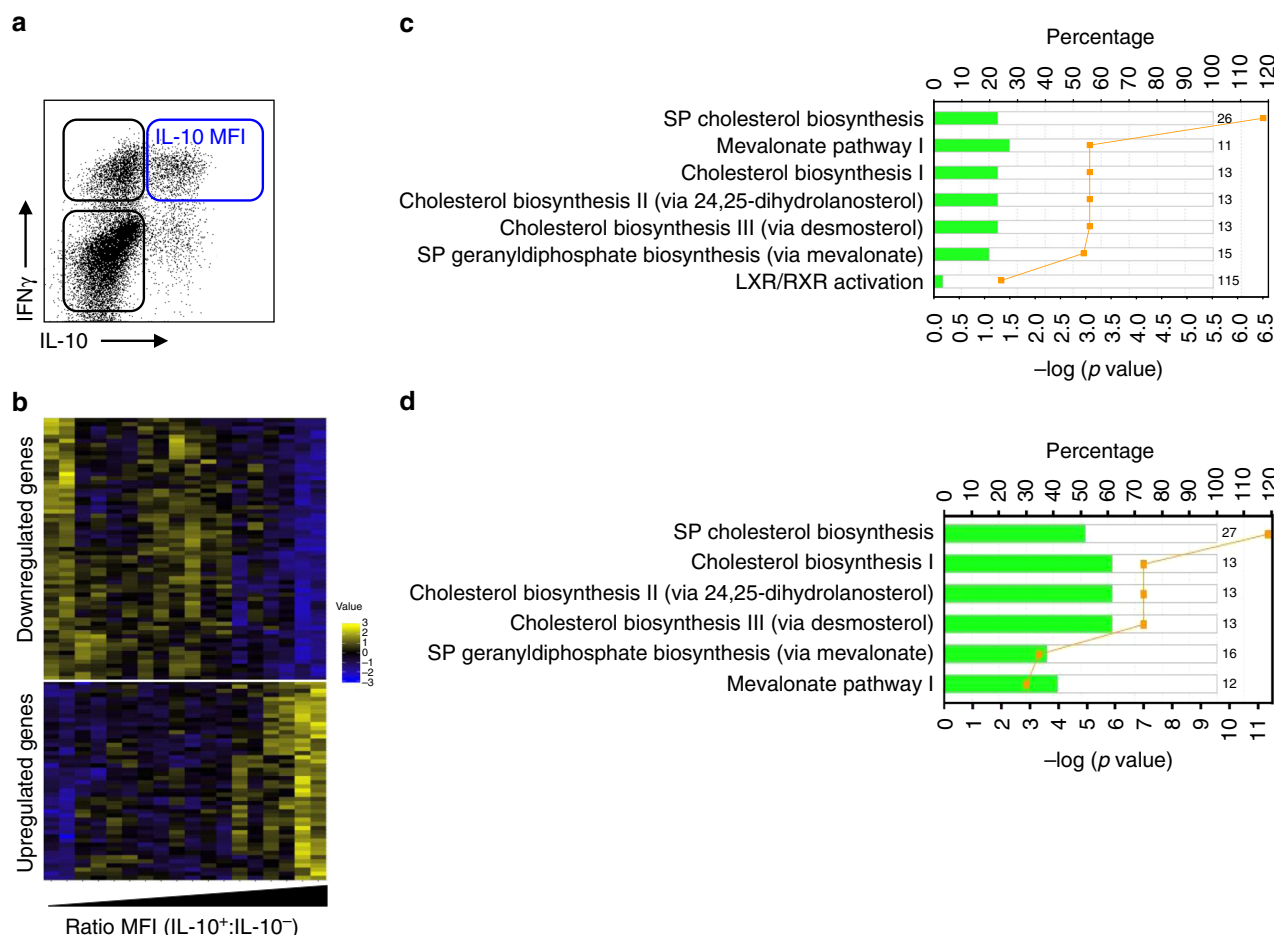 a
IL-10 MFI
IFNγ
IL-10
b
Downregulated genes
Upregulated genes
Value
3
2
1
0
–1
–2
–3
Ratio MFI (IL-10⁺:IL-10⁻)
c
Percentage
0 10 20 30 40 50 60 70 80 90 100 110 120
SP cholesterol biosynthesis 26
Mevalonate pathway I 11
Cholesterol biosynthesis I 13
Cholesterol biosynthesis II (via 24,25-dihydrolanosterol) 13
Cholesterol biosynthesis III (via desmosterol) 13
SP geranyldiphosphate biosynthesis (via mevalonate) 15
LXR/RXR activation 115
0.0 0.5 1.0 1.5 2.0 2.5 3.0 3.5 4.0 4.5 5.0 5.5 6.0 6.5
–log (p value)
d
Percentage
0 10 20 30 40 50 60 70 80 90 100 110 120
SP cholesterol biosynthesis 27
Cholesterol biosynthesis I 13
Cholesterol biosynthesis II (via 24,25-dihydrolanosterol) 13
Cholesterol biosynthesis III (via desmosterol) 13
SP geranyldiphosphate biosynthesis (via mevalonate) 16
Mevalonate pathway I 12
0 1 2 3 4 5 6 7 8 9 10 11
–log (p value)